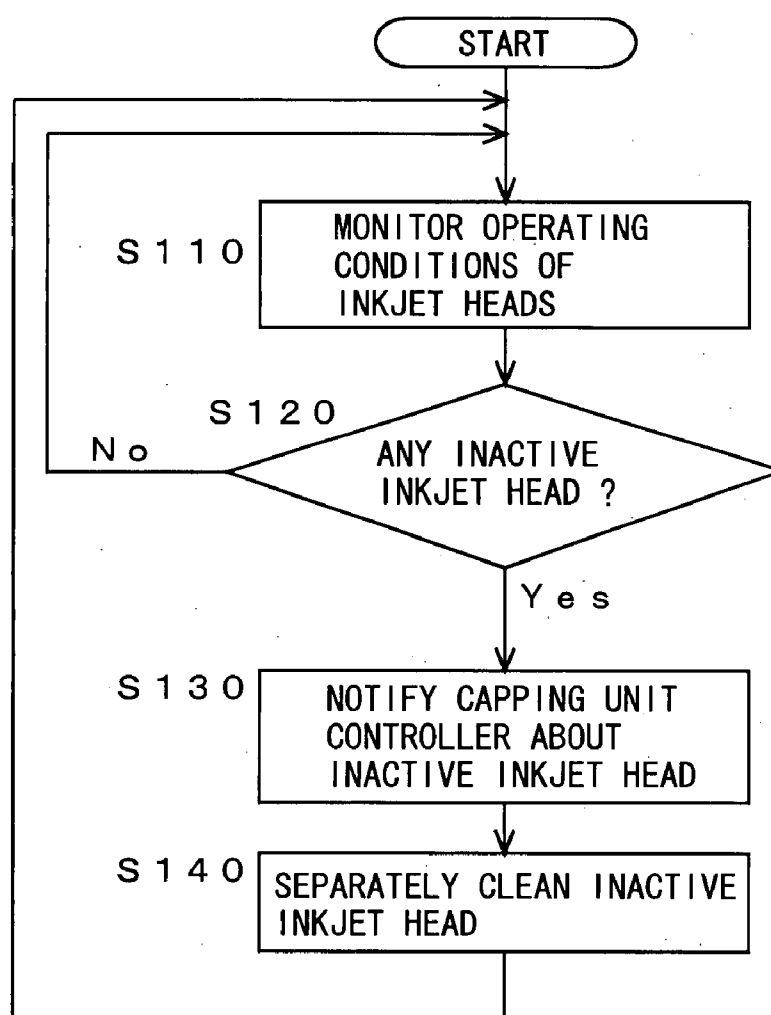 START
S110
MONITOR OPERATING
CONDITIONS OF
INKJET HEADS
S120
No
ANY INACTIVE
INKJET HEAD ?
Yes
S130
NOTIFY CAPPING UNIT
CONTROLLER ABOUT
INACTIVE INKJET HEAD
S140
SEPARATELY CLEAN INACTIVE
INKJET HEAD